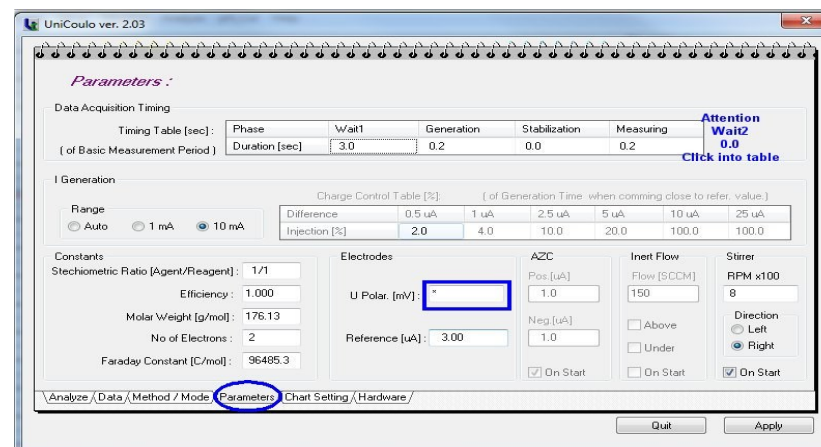 UniCoulo ver. 2.03
Parameters :
Data Acquisition Timing
Timing Table [sec] : Phase Wait1 Generation Stabilization Measuring
( of Basic Measurement Period ) Duration [sec] 3.0 0.2 0.0 0.2
Attention
Wait2
0.0
Click into table
I Generation
Charge Control Table [%]: [ of Generation Time when comming close to refer. value.]
Range
Auto 1 mA 10 mA
Difference 0.5 uA 1 uA 2.5 uA 5 uA 10 uA 25 uA
Injection [%] 2.0 4.0 10.0 20.0 100.0 100.0
Constants
Stechiometric Ratio [Agent/Reagent] : 1/1
Efficiency : 1.000
Molar Weight [g/mol] : 176.13
No of Electrons : 2
Faraday Constant [C/mol] : 96485.3
Electrodes
U Polar. [mV] : *
Reference [uA] : 3.00
AZC
Pos.[uA]
1.0
Neg.[uA]
1.0
On Start
Inert Flow
Flow [SCCM]
150
Above
Under
On Start
Stirrer
RPM x100
8
Direction
Left
Right
On Start
Analyze / Data / Method / Mode / Parameters / Chart Setting / Hardware /
Quit Apply